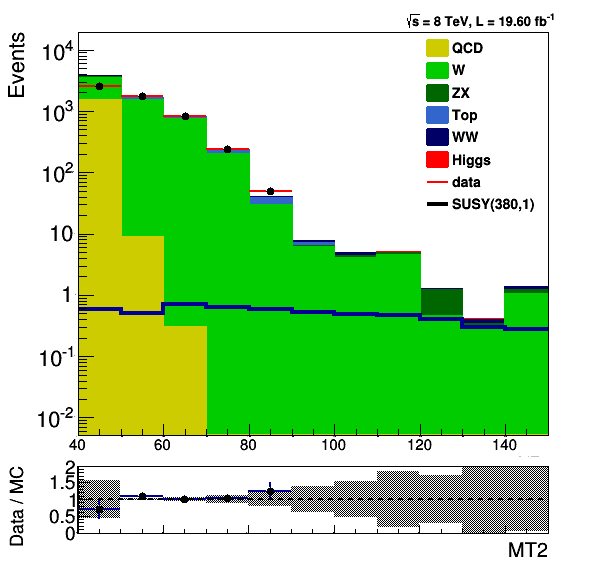 √s = 8 TeV, L = 19.60 fb⁻¹
Events
10⁴
10³
10²
10
1
10⁻¹
10⁻²
QCD
W
ZX
Top
WW
Higgs
data
SUSY(380,1)
40 60 80 100 120 140
Data / MC
2
1.5
1
0.5
0
MT2